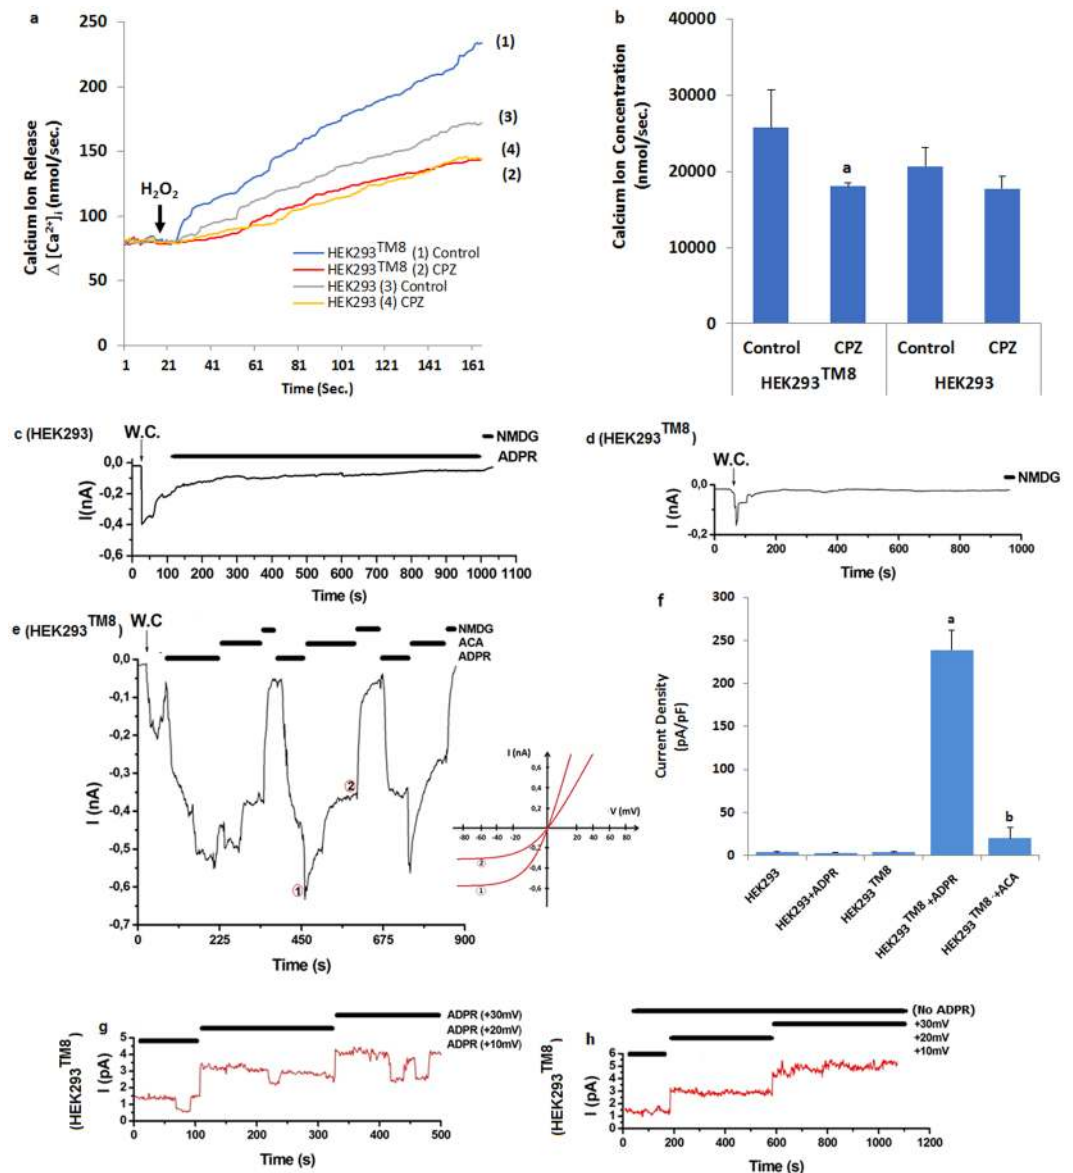 a
250
200
150
100
50
0
Calcium Ion Release
Δ [Ca²⁺]ᵢ (nmol/sec.)
H₂O₂
(1)
(3)
(4)
(2)
HEK293ᵀᴹ⁸ (1) Control
HEK293ᵀᴹ⁸ (2) CPZ
HEK293 (3) Control
HEK293 (4) CPZ
1 21 41 61 81 101 121 141 161
Time (Sec.)
b
Calcium Ion Concentration
(nmol/sec.)
40000
30000
20000
10000
0
a
Control CPZ Control CPZ
HEK293ᵀᴹ⁸ HEK293
c (HEK293)
W.C.
NMDG
ADPR
I(nA)
0,0
-0,2
-0,4
-0,6
0 100 200 300 400 500 600 700 800 900 1000 1100
Time (s)
d (HEK293ᵀᴹ⁸)
W.C.
NMDG
I (nA)
0,0
-0,2
0 200 400 600 800 1000
Time (s)
e (HEK293ᵀᴹ⁸)
W.C
NMDG
ACA
ADPR
I (nA)
0,0
-0,1
-0,2
-0,3
-0,4
-0,5
-0,6
-0,7
①
②
0 225 450 675 900
Time (s)
I (nA)
0,6
0,4
0,2
V (mV)
-80 -60 -40 -20 0 20 40 60 80
-0,2
-0,4
-0,6
②
①
f
Current Density
(pA/pF)
300
250
200
150
100
50
0
a
b
HEK293
HEK293+ADPR
HEK293ᵀᴹ⁸
HEK293ᵀᴹ⁸+ADPR
HEK293ᵀᴹ⁸+ACA
g
ADPR (+30mV)
ADPR (+20mV)
ADPR (+10mV)
(HEK293ᵀᴹ⁸)
I (pA)
5
4
3
2
1
0
0 100 200 300 400 500
Time (s)
h
(No ADPR)
+30mV
+20mV
+10mV
(HEK293ᵀᴹ⁸)
I (pA)
6
5
4
3
2
1
0
0 200 400 600 800 1000 1200
Time (s)